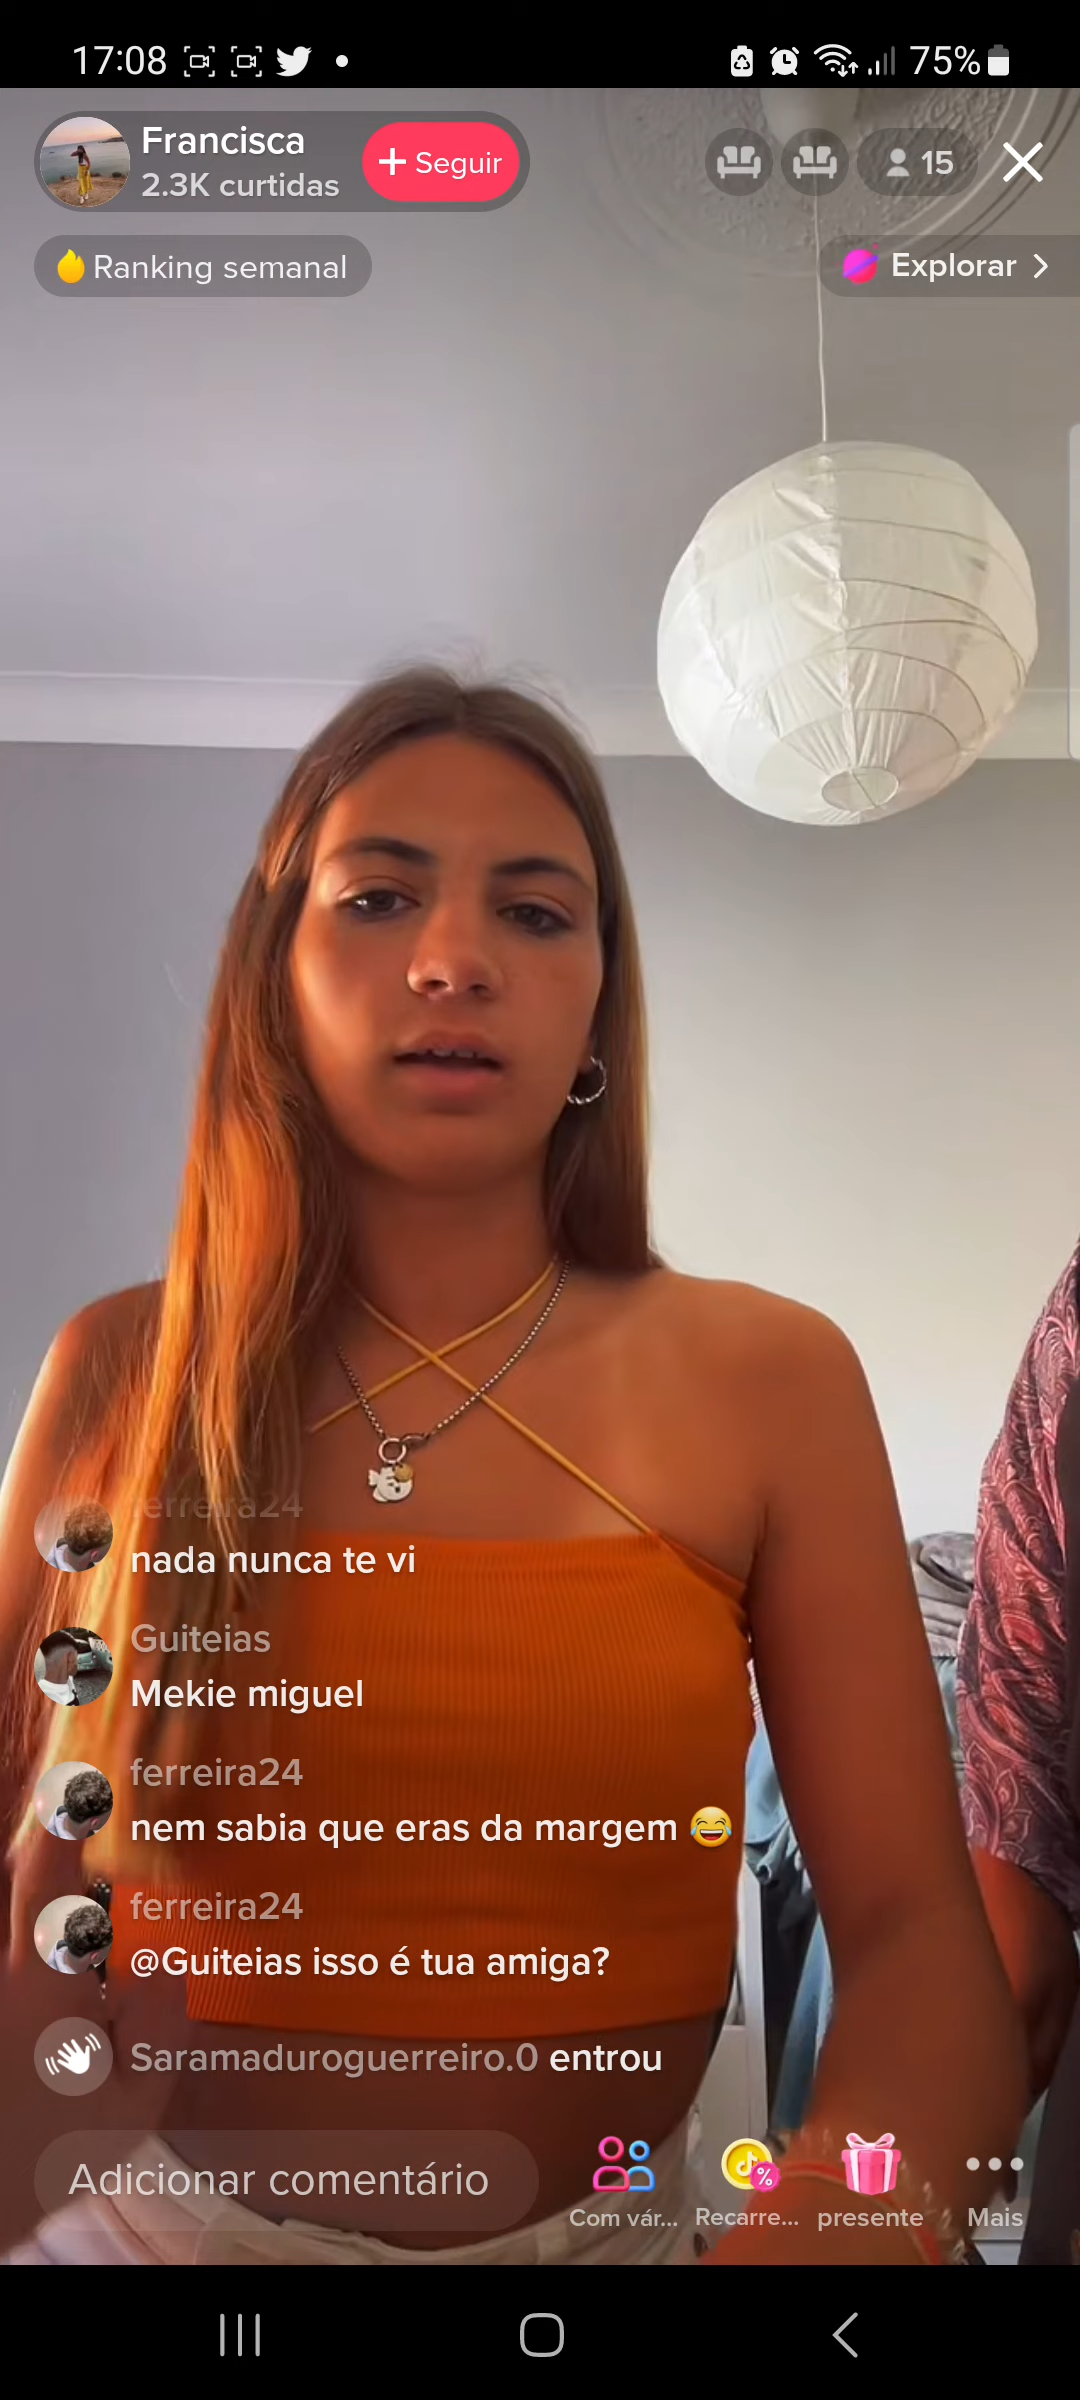 17:08
75%
Francisca
2.3K curtidas
+ Seguir
15
Ranking semanal
Explorar >
ferreira24
nada nunca te vi
Guiteias
Mekie miguel
ferreira24
nem sabia que eras da margem 😂
ferreira24
@Guiteias isso é tua amiga?
Saramaduroguerreiro.0 entrou
Adicionar comentário
Com vár...
Recarre...
presente
Mais